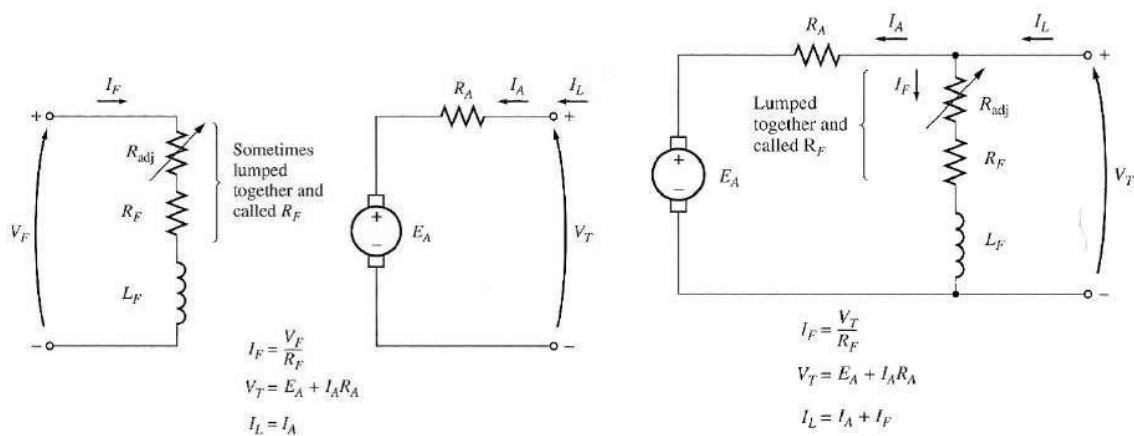 I_F
+
R_adj
R_F
V_F
L_F
−
Sometimes
lumped
together and
called R_F
R_A
I_A
I_L
+
+
−
E_A
V_T
−
I_F = V_F / R_F
V_T = E_A + I_A R_A
I_L = I_A
R_A
I_A
I_L
+
I_F
R_adj
Lumped
together and
called R_F
R_F
+
−
E_A
V_T
L_F
−
I_F = V_T / R_F
V_T = E_A + I_A R_A
I_L = I_A + I_F